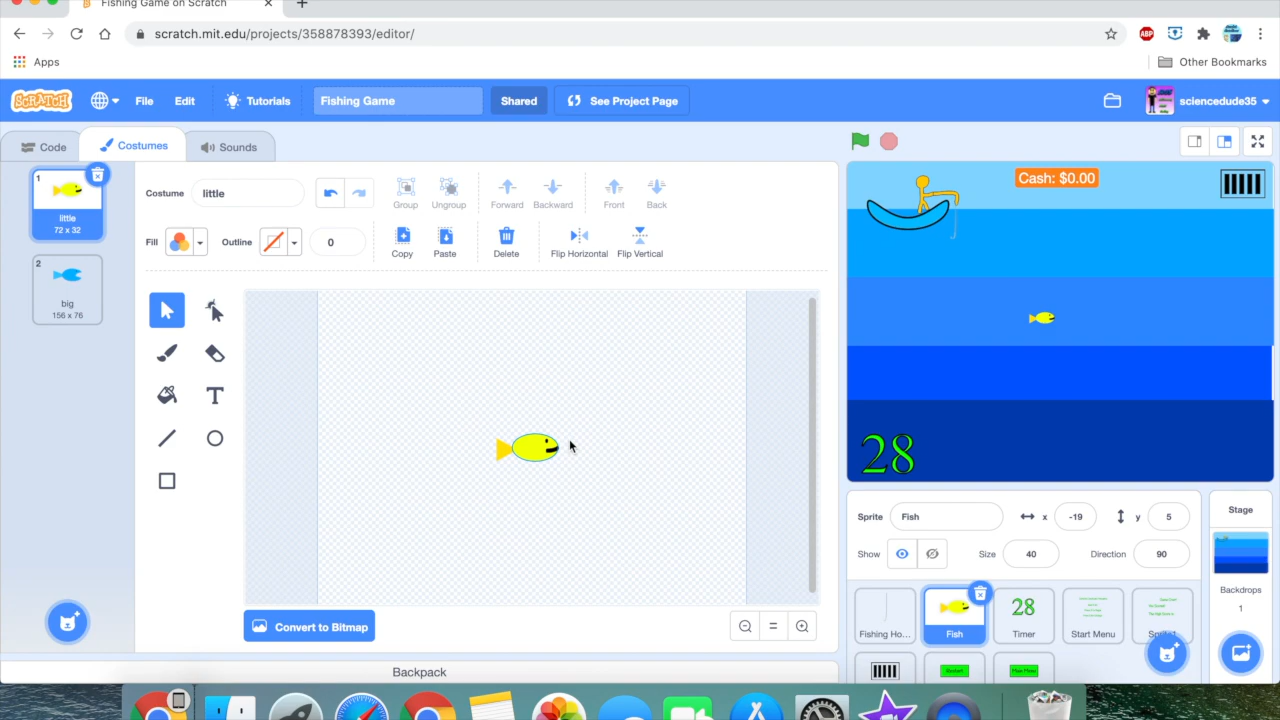 Fishing Game on Scratch
scratch.mit.edu/projects/358878393/editor/
ABP
Apps
Other Bookmarks
SCRATCH
File
Edit
Tutorials
Fishing Game
Shared
See Project Page
sciencedude35
Code
Costumes
Sounds
1
little
72 x 32
2
big
156 x 76
Costume
little
Group
Ungroup
Forward
Backward
Front
Back
Fill
Outline
0
Copy
Paste
Delete
Flip Horizontal
Flip Vertical
Convert to Bitmap
Backpack
Cash: $0.00
28
Sprite
Fish
x
-19
y
5
Show
Size
40
Direction
90
Stage
Backdrops
1
Fishing Ho...
Fish
28
Timer
Start Menu